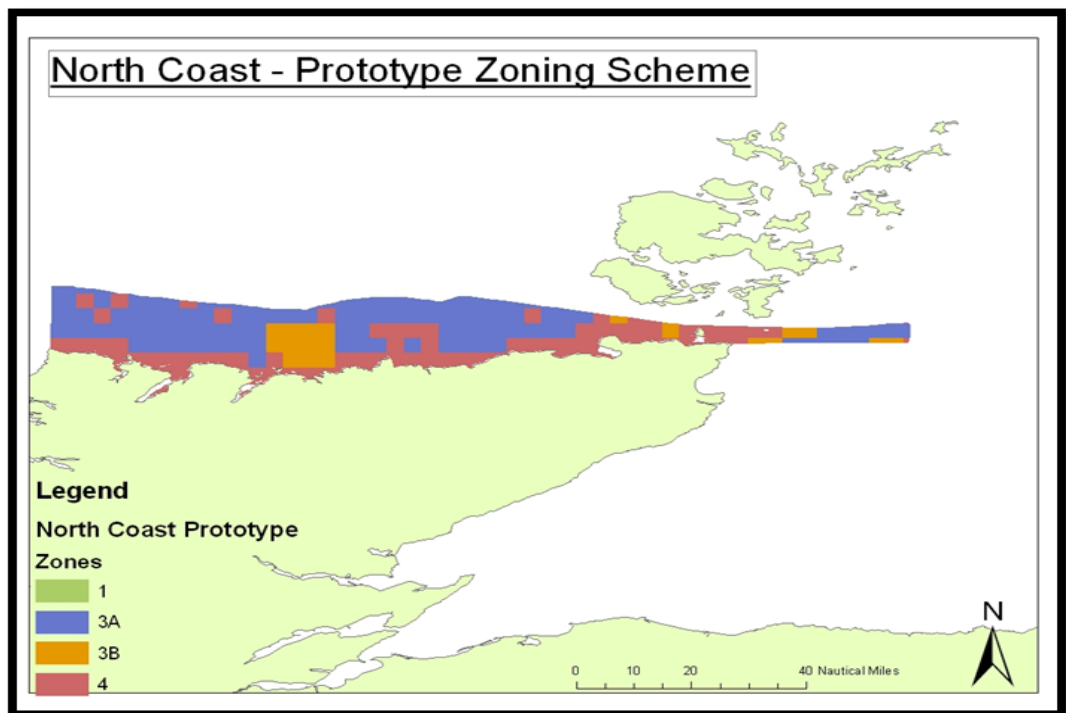 North Coast - Prototype Zoning Scheme
Legend
North Coast Prototype
Zones
1
3A
3B
4
0 10 20 40 Nautical Miles
N